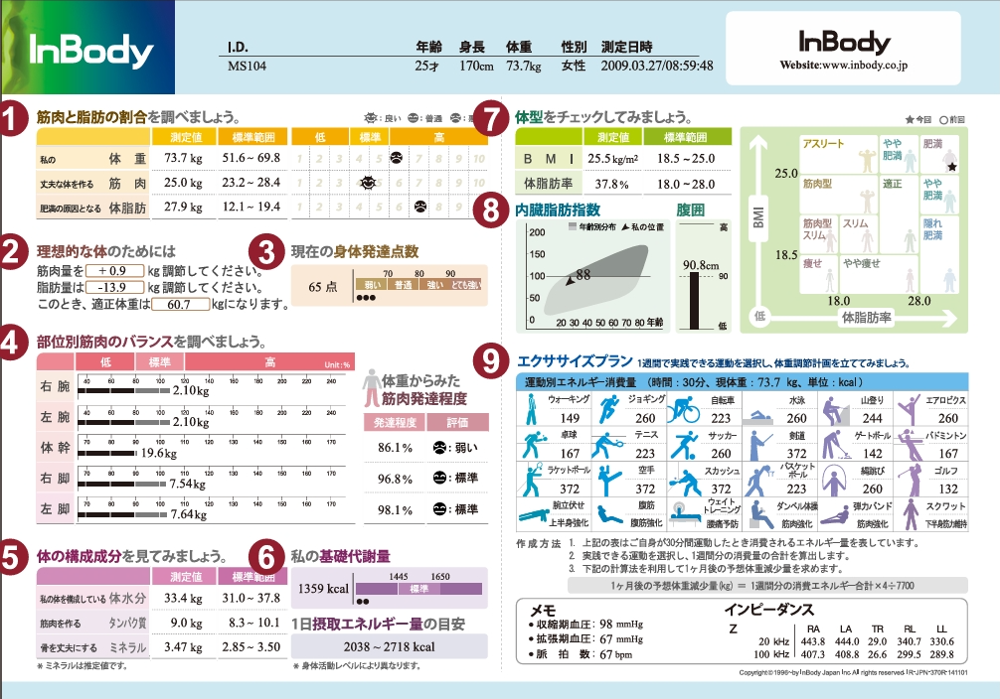 InBody
I.D. 年齢 身長 体重 性別 測定日時
MS104 25才 170cm 73.7kg 女性 2009.03.27/08:59:48
InBody
Website:www.inbody.co.jp
1 筋肉と脂肪の割合を調べましょう。
:良い :普通
測定値 標準範囲 低 標準 高
私の 体 重 73.7 kg 51.6~ 69.8 1 2 3 4 5 7 8 9 10
丈夫な体を作る 筋 肉 25.0 kg 23.2~ 28.4 1 2 3 5 6 7 8 9 10
肥満の原因となる 体脂肪 27.9 kg 12.1~ 19.4 1 2 3 4 5 6 8 9 10
2 理想的な体のためには
筋肉量を + 0.9 kg 調節してください。
脂肪量は -13.9 kg 調節してください。
このとき、適正体重は 60.7 kgになります。
3 現在の身体発達点数
65 点
70 80 90
弱い 普通 強い とても強い
4 部位別筋肉のバランスを調べましょう。
低 標準 高 Unit:%
右 腕 40 60 80 100 120 140 160 180 200 220 240
2.10kg
左 腕 40 60 80 100 120 140 160 180 200 220 240
2.10kg
体 幹 70 80 90 100 110 120 130 140 150 160 170
19.6kg
右 脚 70 80 90 100 110 120 130 140 150 160 170
7.54kg
左 脚 70 80 90 100 110 120 130 140 150 160 170
7.64kg
体重からみた
筋肉発達程度
発達程度 評価
86.1% :弱い
96.8% :標準
98.1% :標準
5 体の構成成分を見てみましょう。
測定値 標準範囲
私の体を構成している 体水分 33.4 kg 31.0~ 37.8
筋肉を作る タンパク質 9.0 kg 8.3~ 10.1
骨を丈夫にする ミネラル 3.47 kg 2.85~ 3.50
* ミネラルは推定値です。
6 私の基礎代謝量
1359 kcal
1445 1650
標準
1日摂取エネルギー量の目安
2038 ~ 2718 kcal
* 身体活動レベルにより異なります。
7 体型をチェックしてみましょう。
測定値 標準範囲
B M I 25.5kg/m² 18.5 ~ 25.0
体脂肪率 37.8% 18.0 ~ 28.0
★今回 ○前回
BMI
低
25.0
18.5
アスリート やや肥満 肥満
筋肉型 適正 やや肥満
筋肉型スリム スリム 隠れ肥満
痩せ やや痩せ
18.0 28.0
体脂肪率
8 内臓脂肪指数
年齢別分布 私の位置
200
150
100
50
0
88
20 30 40 50 60 70 80 年齢
腹囲
高
90.8cm
90
低
9 エクササイズプラン 1週間で実践できる運動を選択し、体重調節計画を立ててみましょう。
運動別エネルギー消費量 (時間:30分、現体重:73.7 kg、単位:kcal)
ウォーキング 149 ジョギング 260 自転車 223 水泳 260 山登り 244 エアロビクス 260
卓球 167 テニス 223 サッカー 260 剣道 372 ゲートボール 142 バドミントン 167
ラケットボール 372 空手 372 スカッシュ 372 バスケットボール 223 縄跳び 260 ゴルフ 132
腕立伏せ 上半身強化 腹筋 腹筋強化 ウェイトトレーニング 腰痛予防 ダンベル体操 筋肉強化 弾力バンド 筋肉強化 スクワット 下半身筋力維持
作成方法 1. 上記の表はご自身が30分間運動したとき消費されるエネルギー量を表しています。
2. 実践できる運動を選択し、1週間分の消費量の合計を算出します。
3. 下記の計算法を利用して1ヶ月後の予想体重減少量を求めます。
1ヶ月後の予想体重減少量(kg) = 1週間分の消費エネルギー合計×4÷7700
メモ
• 収縮期血圧: 98 mmHg
• 拡張期血圧: 67 mmHg
• 脈 拍 数: 67 bpm
インピーダンス
Z RA LA TR RL LL
20 kHz 443.8 444.0 29.0 340.7 330.6
100 kHz 407.3 408.8 26.6 299.5 289.8
Copyright©1996~by InBody Japan Inc. All rights reserved. IR-JPN-370R-141101